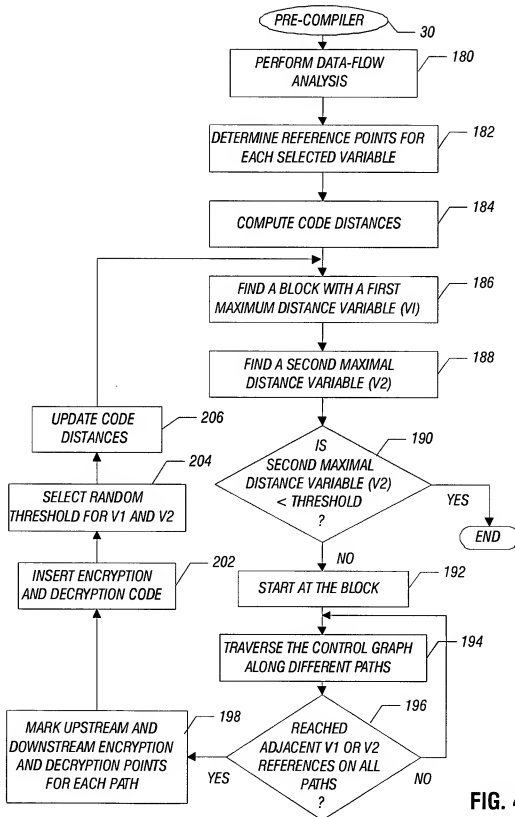 PRE-COMPILER
30
PERFORM DATA-FLOW
ANALYSIS
180
DETERMINE REFERENCE POINTS FOR
EACH SELECTED VARIABLE
182
COMPUTE CODE DISTANCES
184
FIND A BLOCK WITH A FIRST
MAXIMUM DISTANCE VARIABLE (VI)
186
FIND A SECOND MAXIMAL
DISTANCE VARIABLE (V2)
188
IS
SECOND MAXIMAL
DISTANCE VARIABLE (V2)
< THRESHOLD
?
190
YES
END
NO
START AT THE BLOCK
192
TRAVERSE THE CONTROL GRAPH
ALONG DIFFERENT PATHS
194
REACHED
ADJACENT V1 OR V2
REFERENCES ON ALL
PATHS
?
196
NO
YES
MARK UPSTREAM AND
DOWNSTREAM ENCRYPTION
AND DECRYPTION POINTS
FOR EACH PATH
198
INSERT ENCRYPTION
AND DECRYPTION CODE
202
SELECT RANDOM
THRESHOLD FOR V1 AND V2
204
UPDATE CODE
DISTANCES
206
FIG. 4